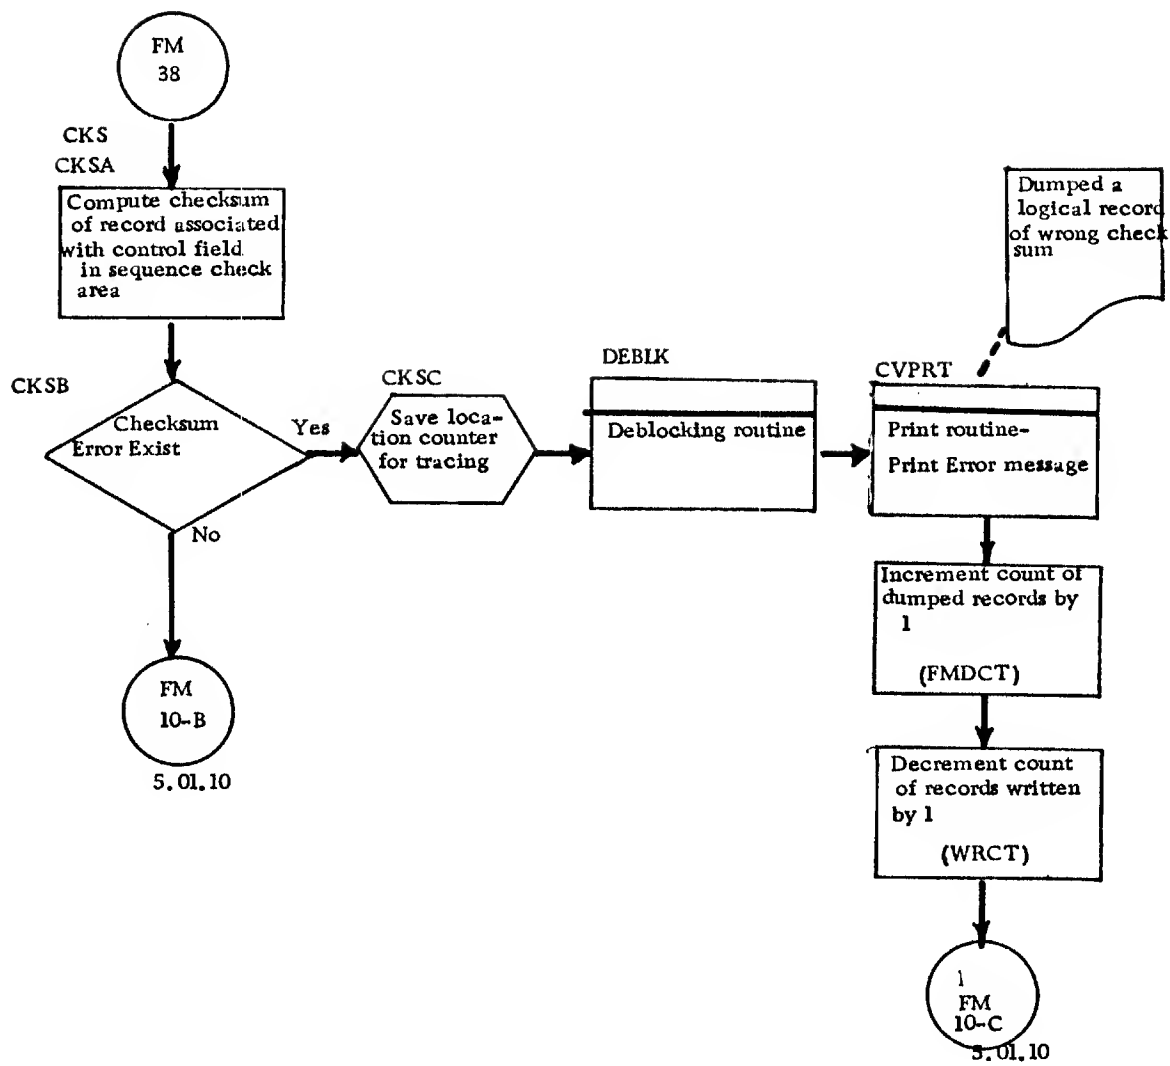 FM
38
CKS
CKSA
Compute checksum
of record associated
with control field
in sequence check
area
CKSB
Checksum
Error Exist
Yes
No
FM
10-B
5.01.10
CKSC
Save loca-
tion counter
for tracing
DEBLK
Deblocking routine
Dumped a
logical record
of wrong check
sum
CVPRT
Print routine-
Print Error message
Increment count of
dumped records by
1
(FMDCT)
Decrement count
of records written
by 1
(WRCT)
1
FM
10-C
5.01.10